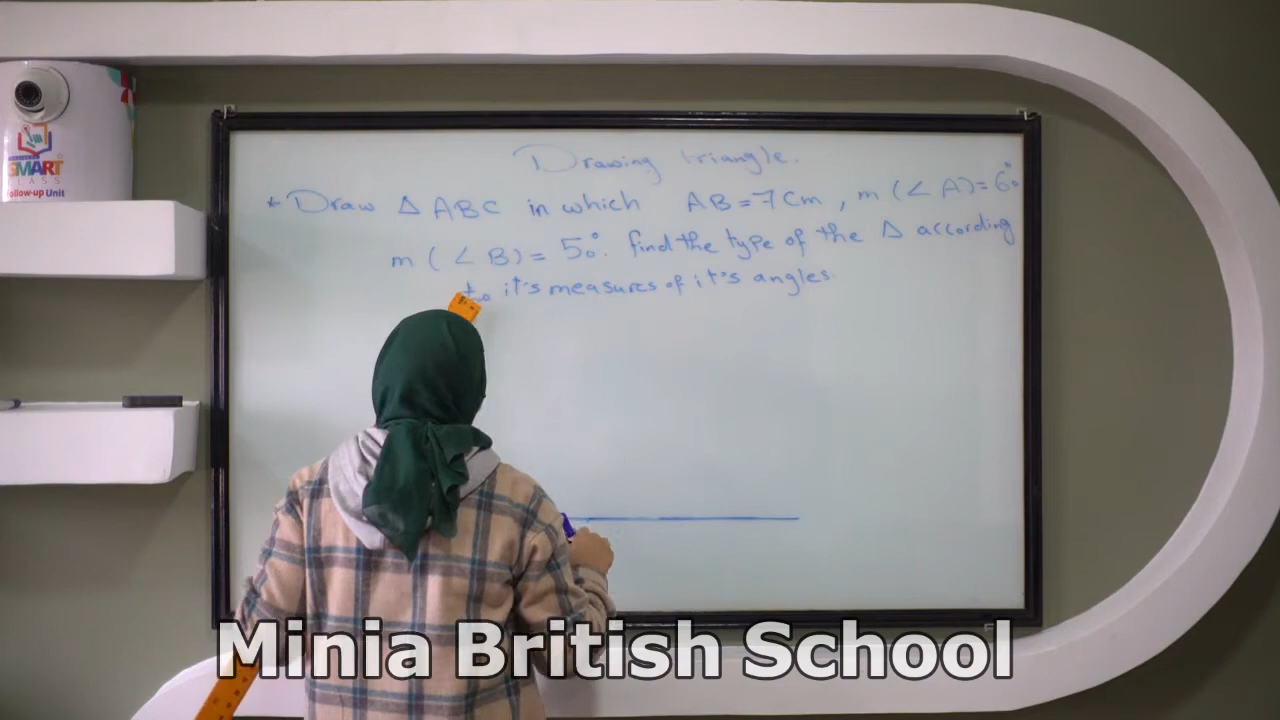 SMART
CLASS
Follow-up Unit
Drawing triangle.
* Draw Δ ABC in which AB = 7 Cm , m (∠ A) = 60°
m ( ∠ B) = 50°. find the type of the Δ according
to it's measures of it's angles.
Minia British School